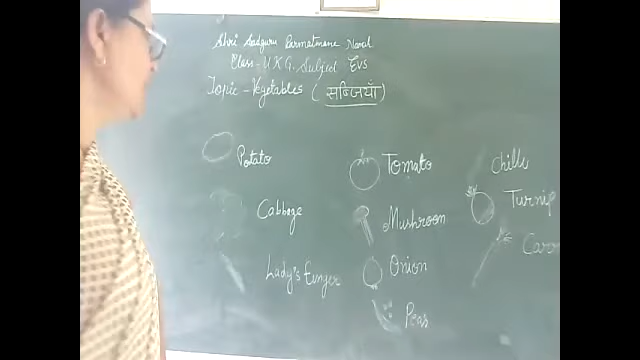 Shri Sadguru Parmatmane Namah
Class - U.K.G. Subject EVS
Topic - Vegetables ( सब्जियाँ )
Potato
Cabbage
Lady's Finger
Tomato
Mushroom
Onion
Peas
Chilli
Turnip
Carr